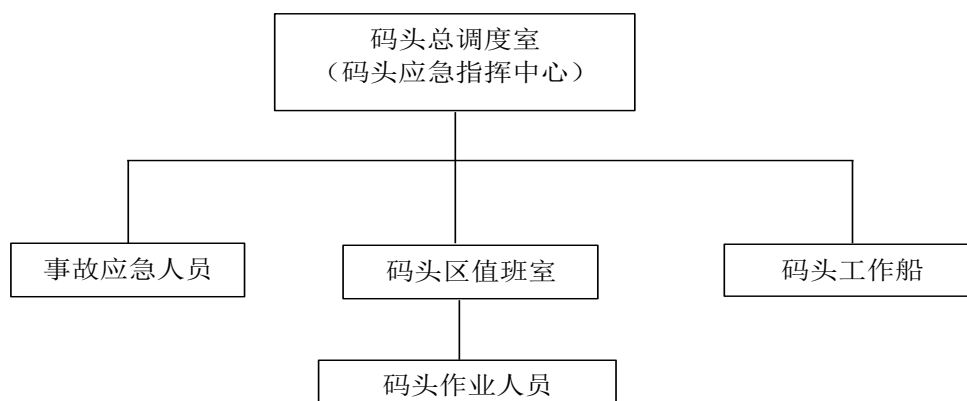 码头总调度室
（码头应急指挥中心）
事故应急人员
码头区值班室
码头工作船
码头作业人员